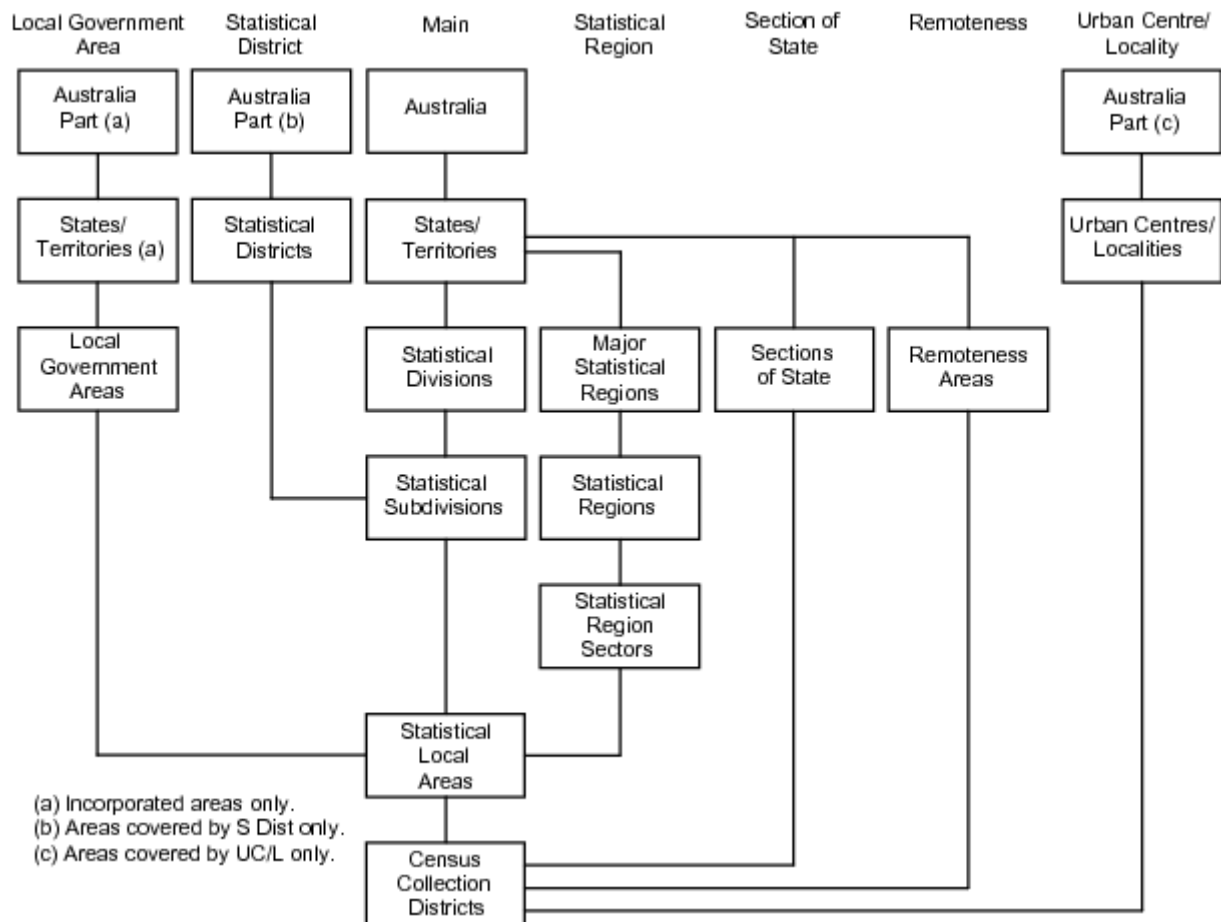 Local Government
Area
Statistical
District
Main
Statistical
Region
Section of
State
Remoteness
Urban Centre/
Locality
Australia
Part (a)
Australia
Part (b)
Australia
Australia
Part (c)
States/
Territories (a)
Statistical
Districts
States/
Territories
Urban Centres/
Localities
Local
Government
Areas
Statistical
Divisions
Major
Statistical
Regions
Sections
of State
Remoteness
Areas
Statistical
Subdivisions
Statistical
Regions
Statistical
Region
Sectors
Statistical
Local
Areas
(a) Incorporated areas only.
(b) Areas covered by S Dist only.
(c) Areas covered by UC/L only.
Census
Collection
Districts